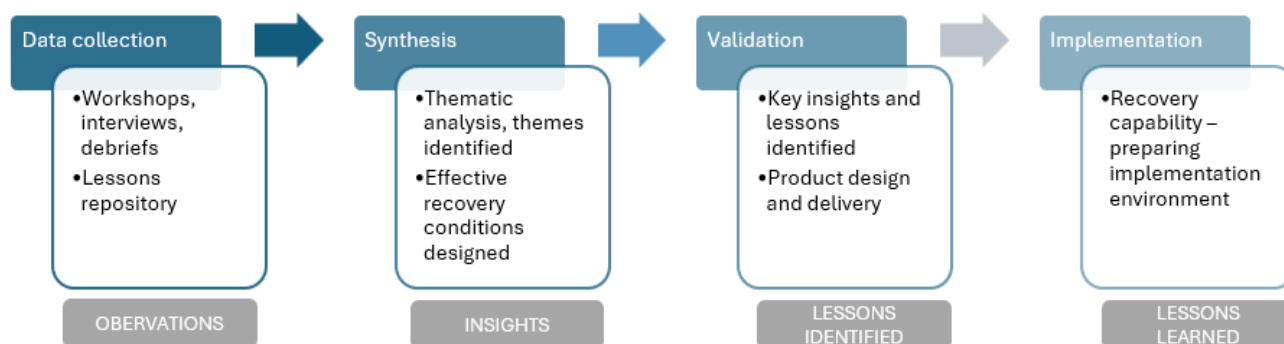 Data collection
•Workshops,
interviews,
debriefs
•Lessons
repository
OBERVATIONS
Synthesis
•Thematic
analysis, themes
identified
•Effective
recovery
conditions
designed
INSIGHTS
Validation
•Key insights and
lessons
identified
•Product design
and delivery
LESSONS
IDENTIFIED
Implementation
•Recovery
capability –
preparing
implementation
environment
LESSONS
LEARNED